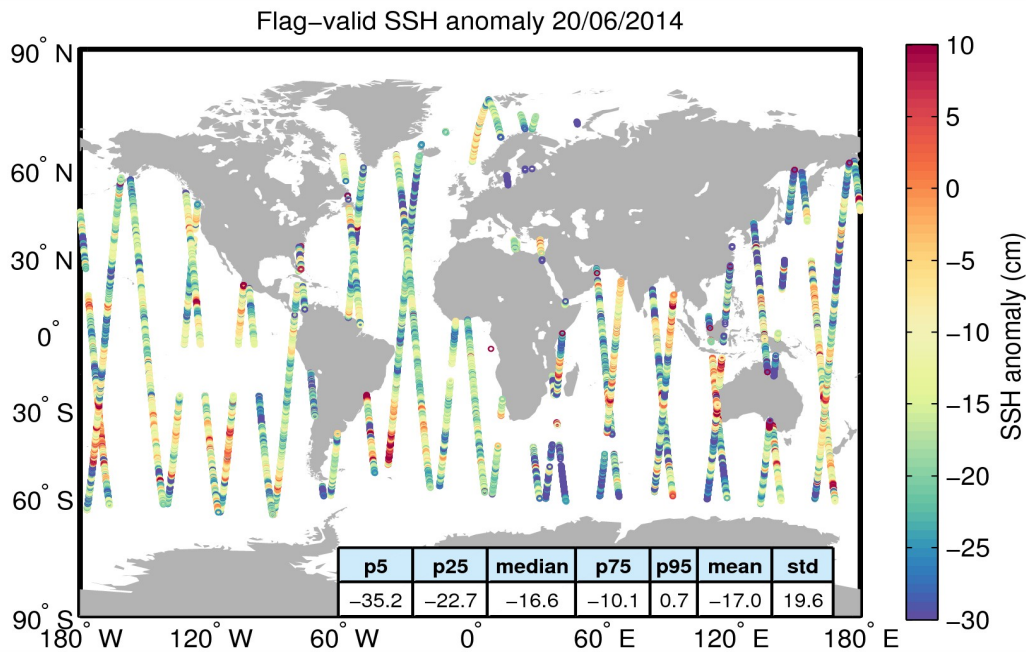 Flag−valid SSH anomaly 20/06/2014
90° N
60° N
30° N
0°
30° S
60° S
90° S
180° W
120° W
60° W
0°
60° E
120° E
180° E
p5 p25 median p75 p95 mean std
−35.2 −22.7 −16.6 −10.1 0.7 −17.0 19.6
10
5
0
−5
−10
−15
−20
−25
−30
SSH anomaly (cm)